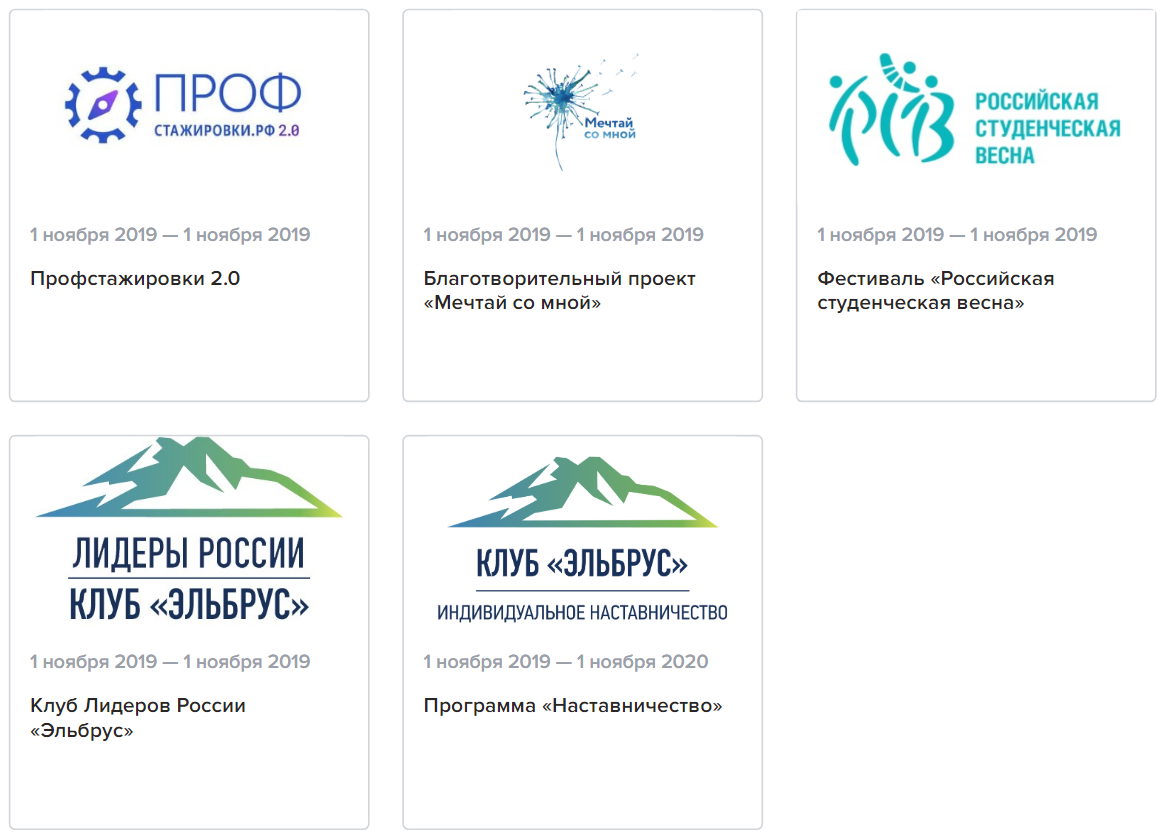 ПРОФ
СТАЖИРОВКИ.РФ 2.0
1 ноября 2019 — 1 ноября 2019
Профстажировки 2.0
Мечтай
со мной
1 ноября 2019 — 1 ноября 2019
Благотворительный проект
«Мечтай со мной»
РСВ
РОССИЙСКАЯ
СТУДЕНЧЕСКАЯ
ВЕСНА
1 ноября 2019 — 1 ноября 2019
Фестиваль «Российская
студенческая весна»
ЛИДЕРЫ РОССИИ
КЛУБ «ЭЛЬБРУС»
1 ноября 2019 — 1 ноября 2019
Клуб Лидеров России
«Эльбрус»
КЛУБ «ЭЛЬБРУС»
ИНДИВИДУАЛЬНОЕ НАСТАВНИЧЕСТВО
1 ноября 2019 — 1 ноября 2020
Программа «Наставничество»